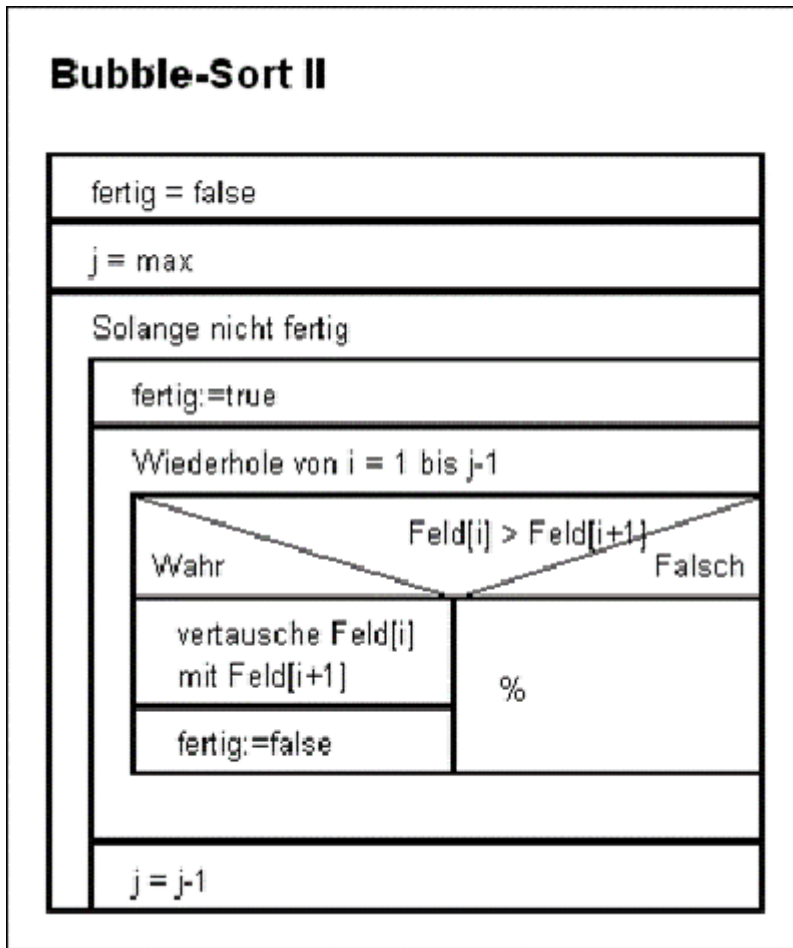 Bubble-Sort II
fertig = false
j = max
Solange nicht fertig
fertig:=true
Wiederhole von i = 1 bis j-1
Feld[i] > Feld[i+1]
Wahr
Falsch
vertausche Feld[i]
mit Feld[i+1]
%
fertig:=false
j = j-1